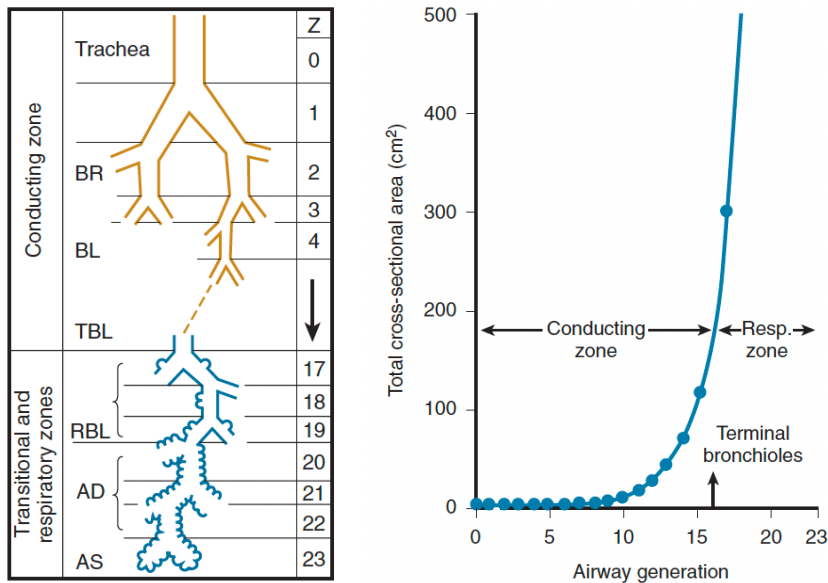 Conducting zone
Transitional and
respiratory zones
Trachea
BR
BL
TBL
RBL
AD
AS
Z
0
1
2
3
4
17
18
19
20
21
22
23
Total cross-sectional area (cm²)
500
400
300
200
100
0
Conducting
zone
Resp.
zone
Terminal
bronchioles
0 5 10 15 20 23
Airway generation